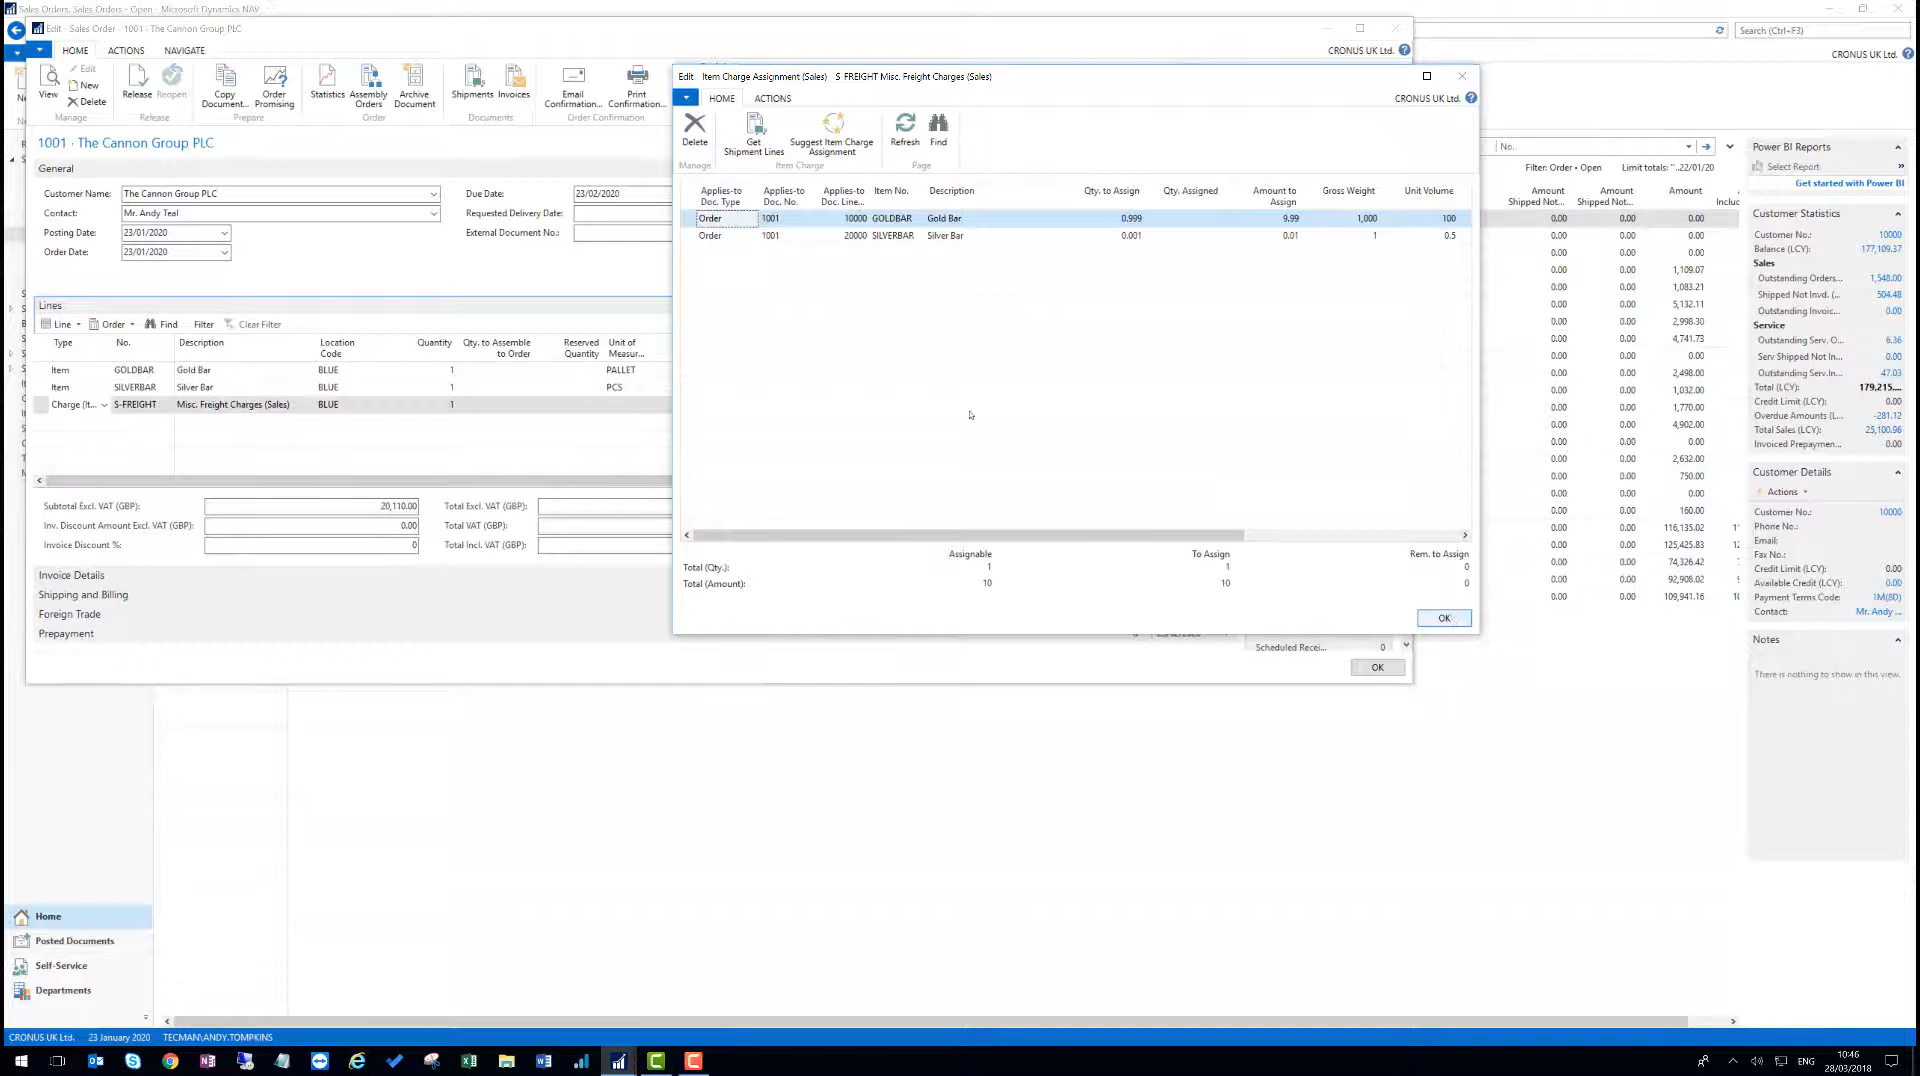 Sales Orders, Sales Orders - Open - Microsoft Dynamics NAV
Edit - Sales Order - 1001 - The Cannon Group PLC
Search (Ctrl+F3)
HOME ACTIONS NAVIGATE
CRONUS UK Ltd.
CRONUS UK Ltd.
View
Edit
New
Delete
Manage
Release Reopen
Release
Copy Document...
Order Promising
Prepare
Statistics
Assembly Orders
Archive Document
Order
Shipments Invoices
Documents
Email Confirmation...
Print Confirmation...
Order Confirmation
1001 · The Cannon Group PLC
General
Customer Name: The Cannon Group PLC
Contact: Mr. Andy Teal
Posting Date: 23/01/2020
Order Date: 23/01/2020
Due Date: 23/02/2020
Requested Delivery Date:
External Document No.:
Lines
Line Order Find Filter Clear Filter
Type No. Description Location Code Quantity Qty. to Assemble to Order Reserved Quantity Unit of Measur...
Item GOLDBAR Gold Bar BLUE 1 PALLET
Item SILVERBAR Silver Bar BLUE 1 PCS
Charge (It... S-FREIGHT Misc. Freight Charges (Sales) BLUE 1
Subtotal Excl. VAT (GBP): 20,110.00
Inv. Discount Amount Excl. VAT (GBP): 0.00
Invoice Discount %: 0
Total Excl. VAT (GBP):
Total VAT (GBP):
Total Incl. VAT (GBP):
Invoice Details
Shipping and Billing
Foreign Trade
Prepayment
Scheduled Recei... 0
OK
Edit Item Charge Assignment (Sales) S FREIGHT Misc. Freight Charges (Sales)
HOME ACTIONS
CRONUS UK Ltd.
Delete
Manage
Get Shipment Lines
Suggest Item Charge Assignment
Item Charge
Refresh Find
Page
Applies-to Doc. Type Applies-to Doc. No. Applies-to Doc. Line... Item No. Description Qty. to Assign Qty. Assigned Amount to Assign Gross Weight Unit Volume
Order 1001 10000 GOLDBAR Gold Bar 0.999 9.99 1,000 100
Order 1001 20000 SILVERBAR Silver Bar 0.001 0.01 1 0.5
Assignable To Assign Rem. to Assign
Total (Qty.): 1 1 0
Total (Amount): 10 10 0
OK
No.
Filter: Order • Open Limit totals: ''..22/01/20
Amount Shipped Not... Amount Shipped Not... Amount
0.00 0.00 0.00
0.00 0.00 0.00
0.00 0.00 0.00
0.00 0.00 1,109.07
0.00 0.00 1,083.21
0.00 0.00 5,132.11
0.00 0.00 2,998.30
0.00 0.00 4,741.73
0.00 0.00 0.00
0.00 0.00 2,498.00
0.00 0.00 1,032.00
0.00 0.00 1,770.00
0.00 0.00 4,902.00
0.00 0.00 0.00
0.00 0.00 2,632.00
0.00 0.00 750.00
0.00 0.00 0.00
0.00 0.00 160.00
0.00 0.00 116,135.02
0.00 0.00 125,425.83
0.00 0.00 74,326.42
0.00 0.00 92,908.02
0.00 0.00 109,941.16
Power BI Reports
Select Report
Get started with Power BI
Customer Statistics
Customer No.: 10000
Balance (LCY): 177,109.37
Sales
Outstanding Orders... 1,548.00
Shipped Not Invd. (... 504.48
Outstanding Invoic... 0.00
Service
Outstanding Serv. O... 6.36
Serv Shipped Not In... 0.00
Outstanding Serv.In... 47.03
Total (LCY): 179,215....
Credit Limit (LCY): 0.00
Overdue Amounts (L... -281.12
Total Sales (LCY): 25,100.96
Invoiced Prepaymen... 0.00
Customer Details
Actions
Customer No.: 10000
Phone No.:
Email:
Fax No.:
Credit Limit (LCY): 0.00
Available Credit (LCY): 0.00
Payment Terms Code: 1M(8D)
Contact: Mr. Andy ...
Notes
There is nothing to show in this view.
Home
Posted Documents
Self-Service
Departments
CRONUS UK Ltd. 23 January 2020 TECMAN\ANDY.TOMPKINS
ENG
10:46
28/03/2018